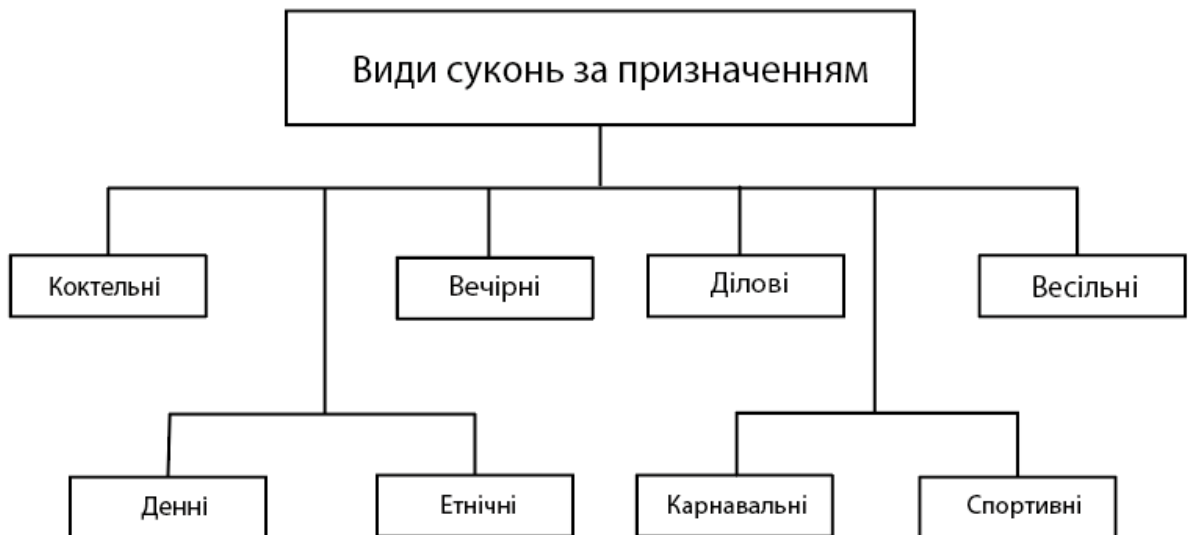 Види суконь за призначенням
Коктельні
Вечірні
Ділові
Весільні
Денні
Етнічні
Карнавальні
Спортивні